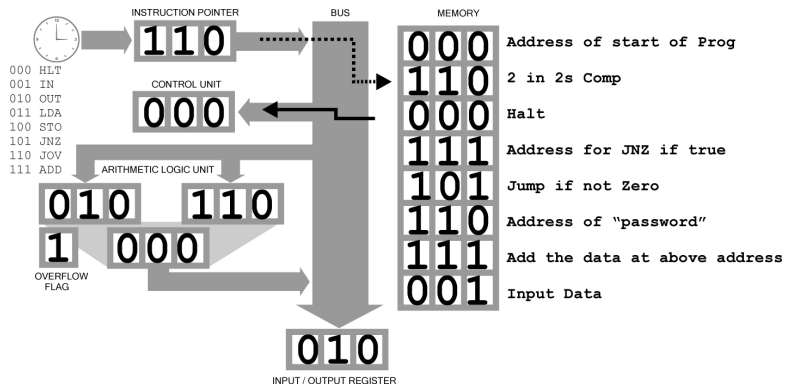 INSTRUCTION POINTER
BUS
MEMORY
110
000 Address of start of Prog
110 2 in 2s Comp
000 Halt
111 Address for JNZ if true
101 Jump if not Zero
110 Address of "password"
111 Add the data at above address
001 Input Data
000 HLT
001 IN
010 OUT
011 LDA
100 STO
101 JNZ
110 JOV
111 ADD
CONTROL UNIT
000
ARITHMETIC LOGIC UNIT
010 110
1 000
OVERFLOW
FLAG
010
INPUT / OUTPUT REGISTER